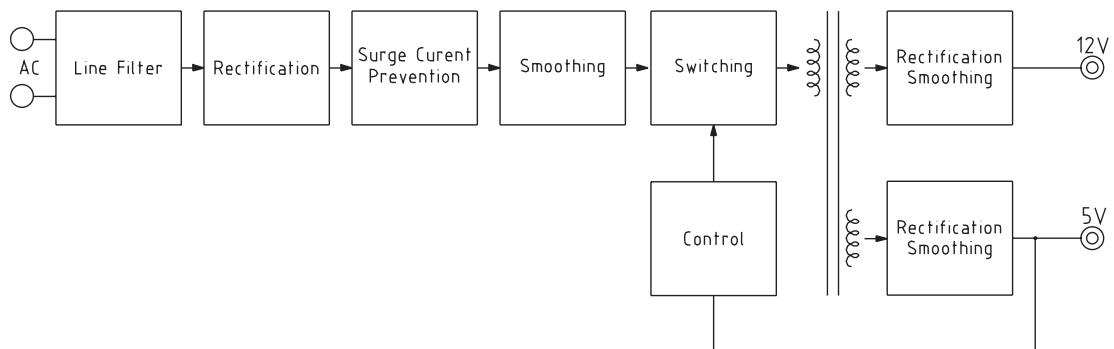 AC
Line Filter
Rectification
Surge Curent
Prevention
Smoothing
Switching
Rectification
Smoothing
12V
Control
Rectification
Smoothing
5V